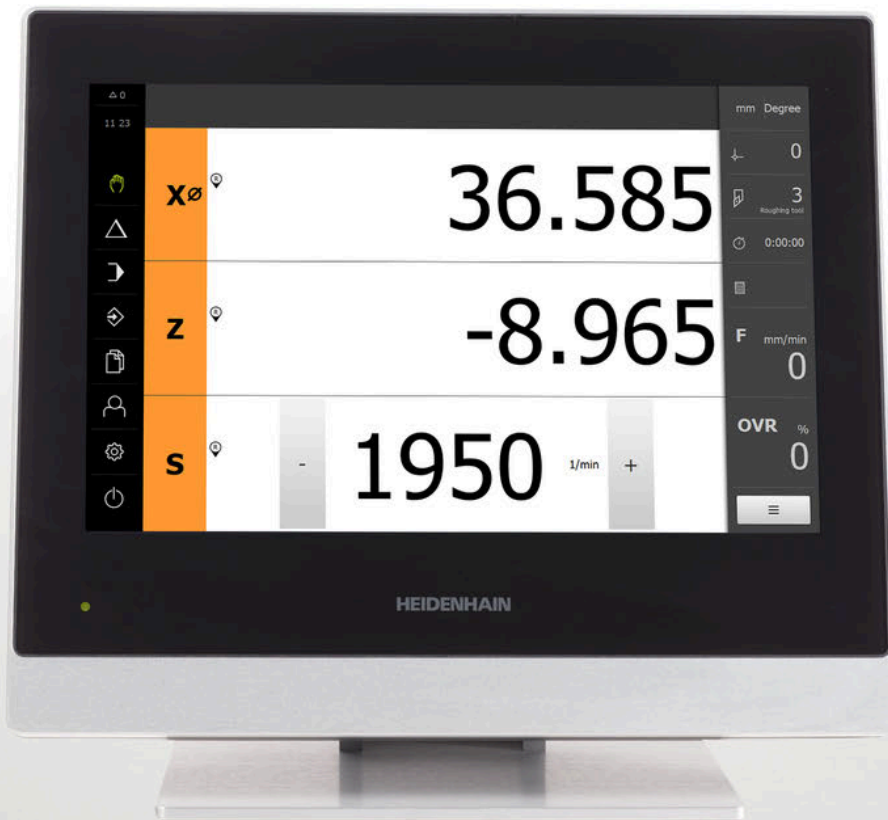 0
11 23
mm Degree
X⌀ R 36.585
0
3
Roughing tool
0:00:00
Z R -8.965
F mm/min
0
S R - 1950 1/min +
OVR %
0
HEIDENHAIN